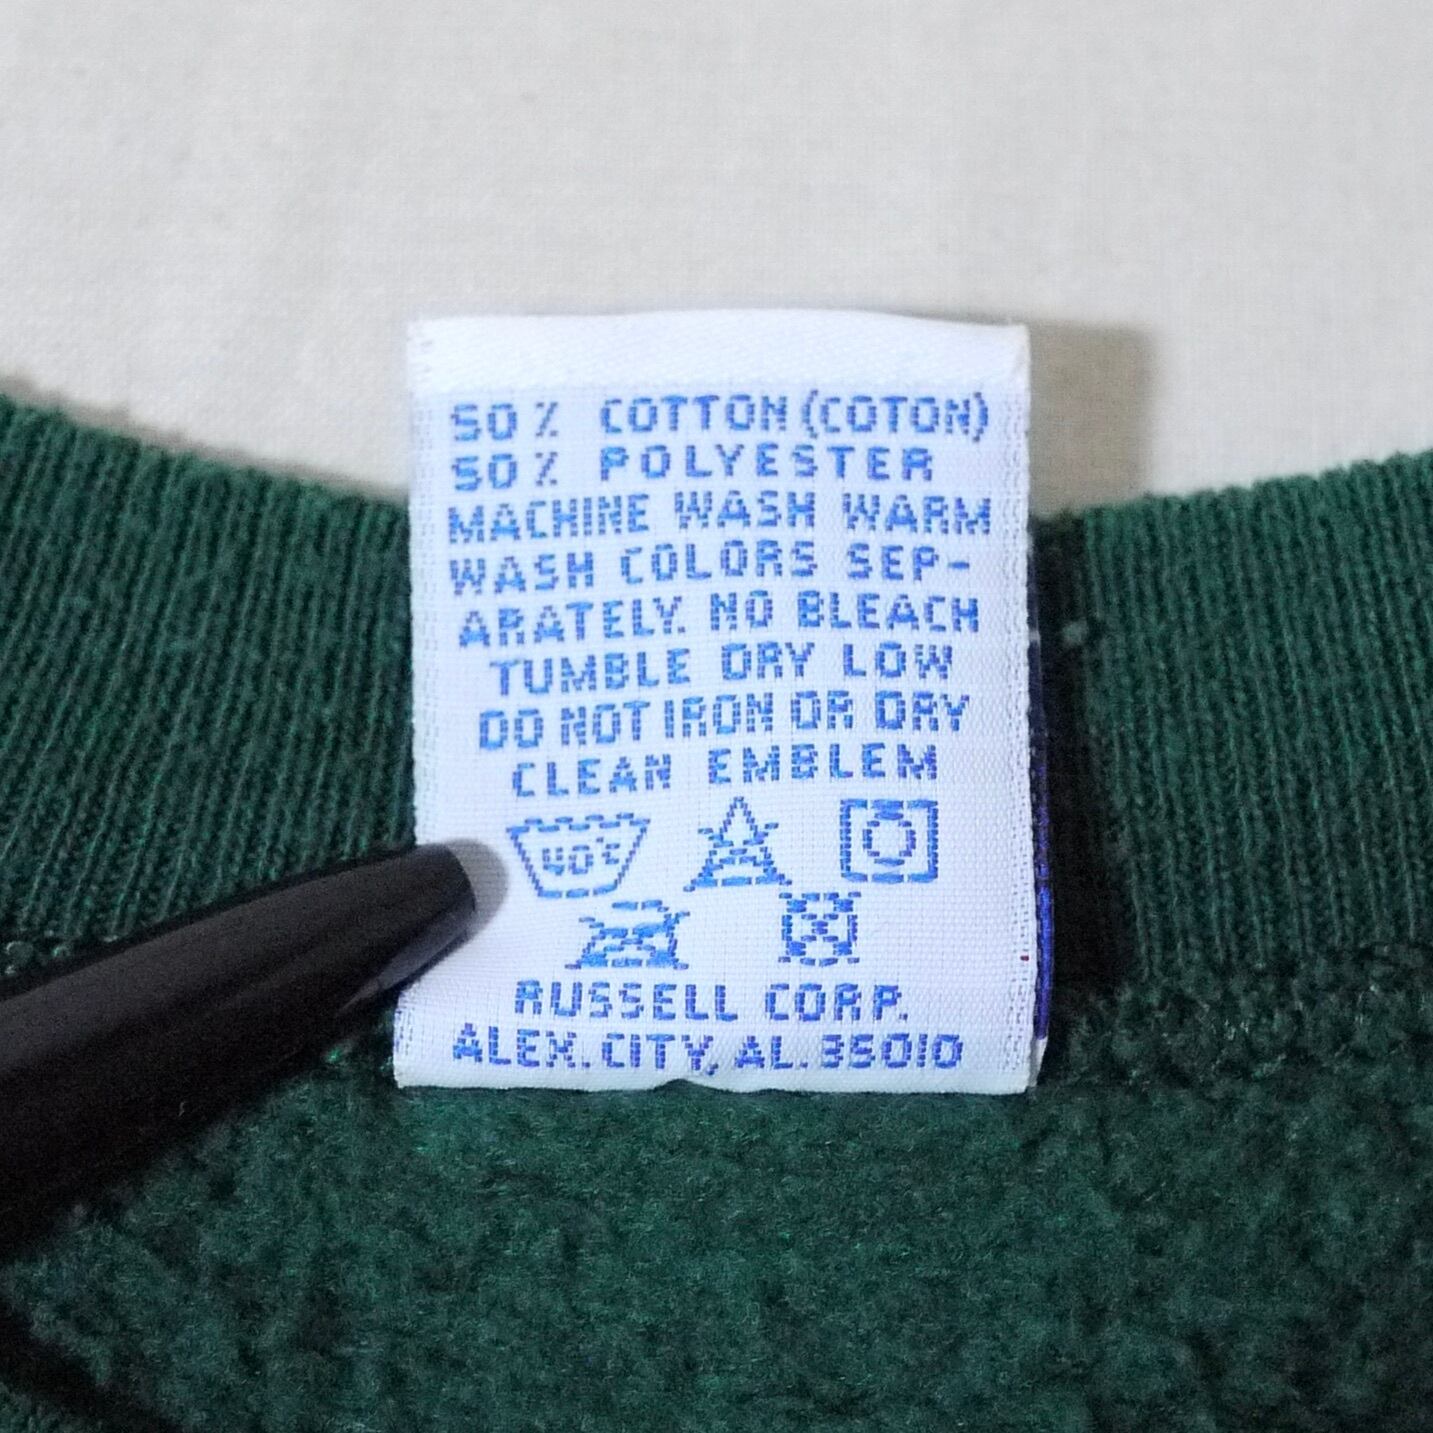 50% COTTON (COTON)
50% POLYESTER
MACHINE WASH WARM
WASH COLORS SEP-
ARATELY. NO BLEACH
TUMBLE DRY LOW
DO NOT IRON OR DRY
CLEAN EMBLEM
40°C
RUSSELL CORP.
ALEX. CITY, AL. 35010